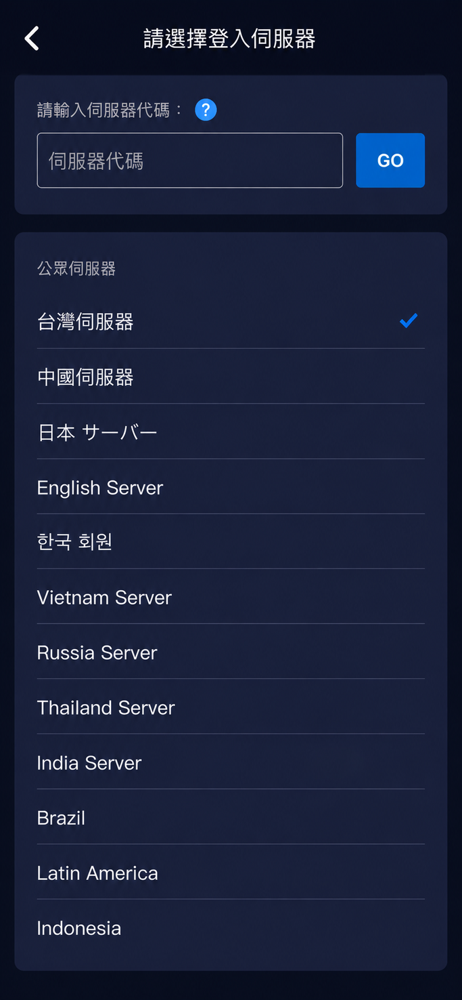 請選擇登入伺服器
請輸入伺服器代碼： ?
伺服器代碼
GO
公眾伺服器
台灣伺服器
中國伺服器
日本 サーバー
English Server
한국 회원
Vietnam Server
Russia Server
Thailand Server
India Server
Brazil
Latin America
Indonesia